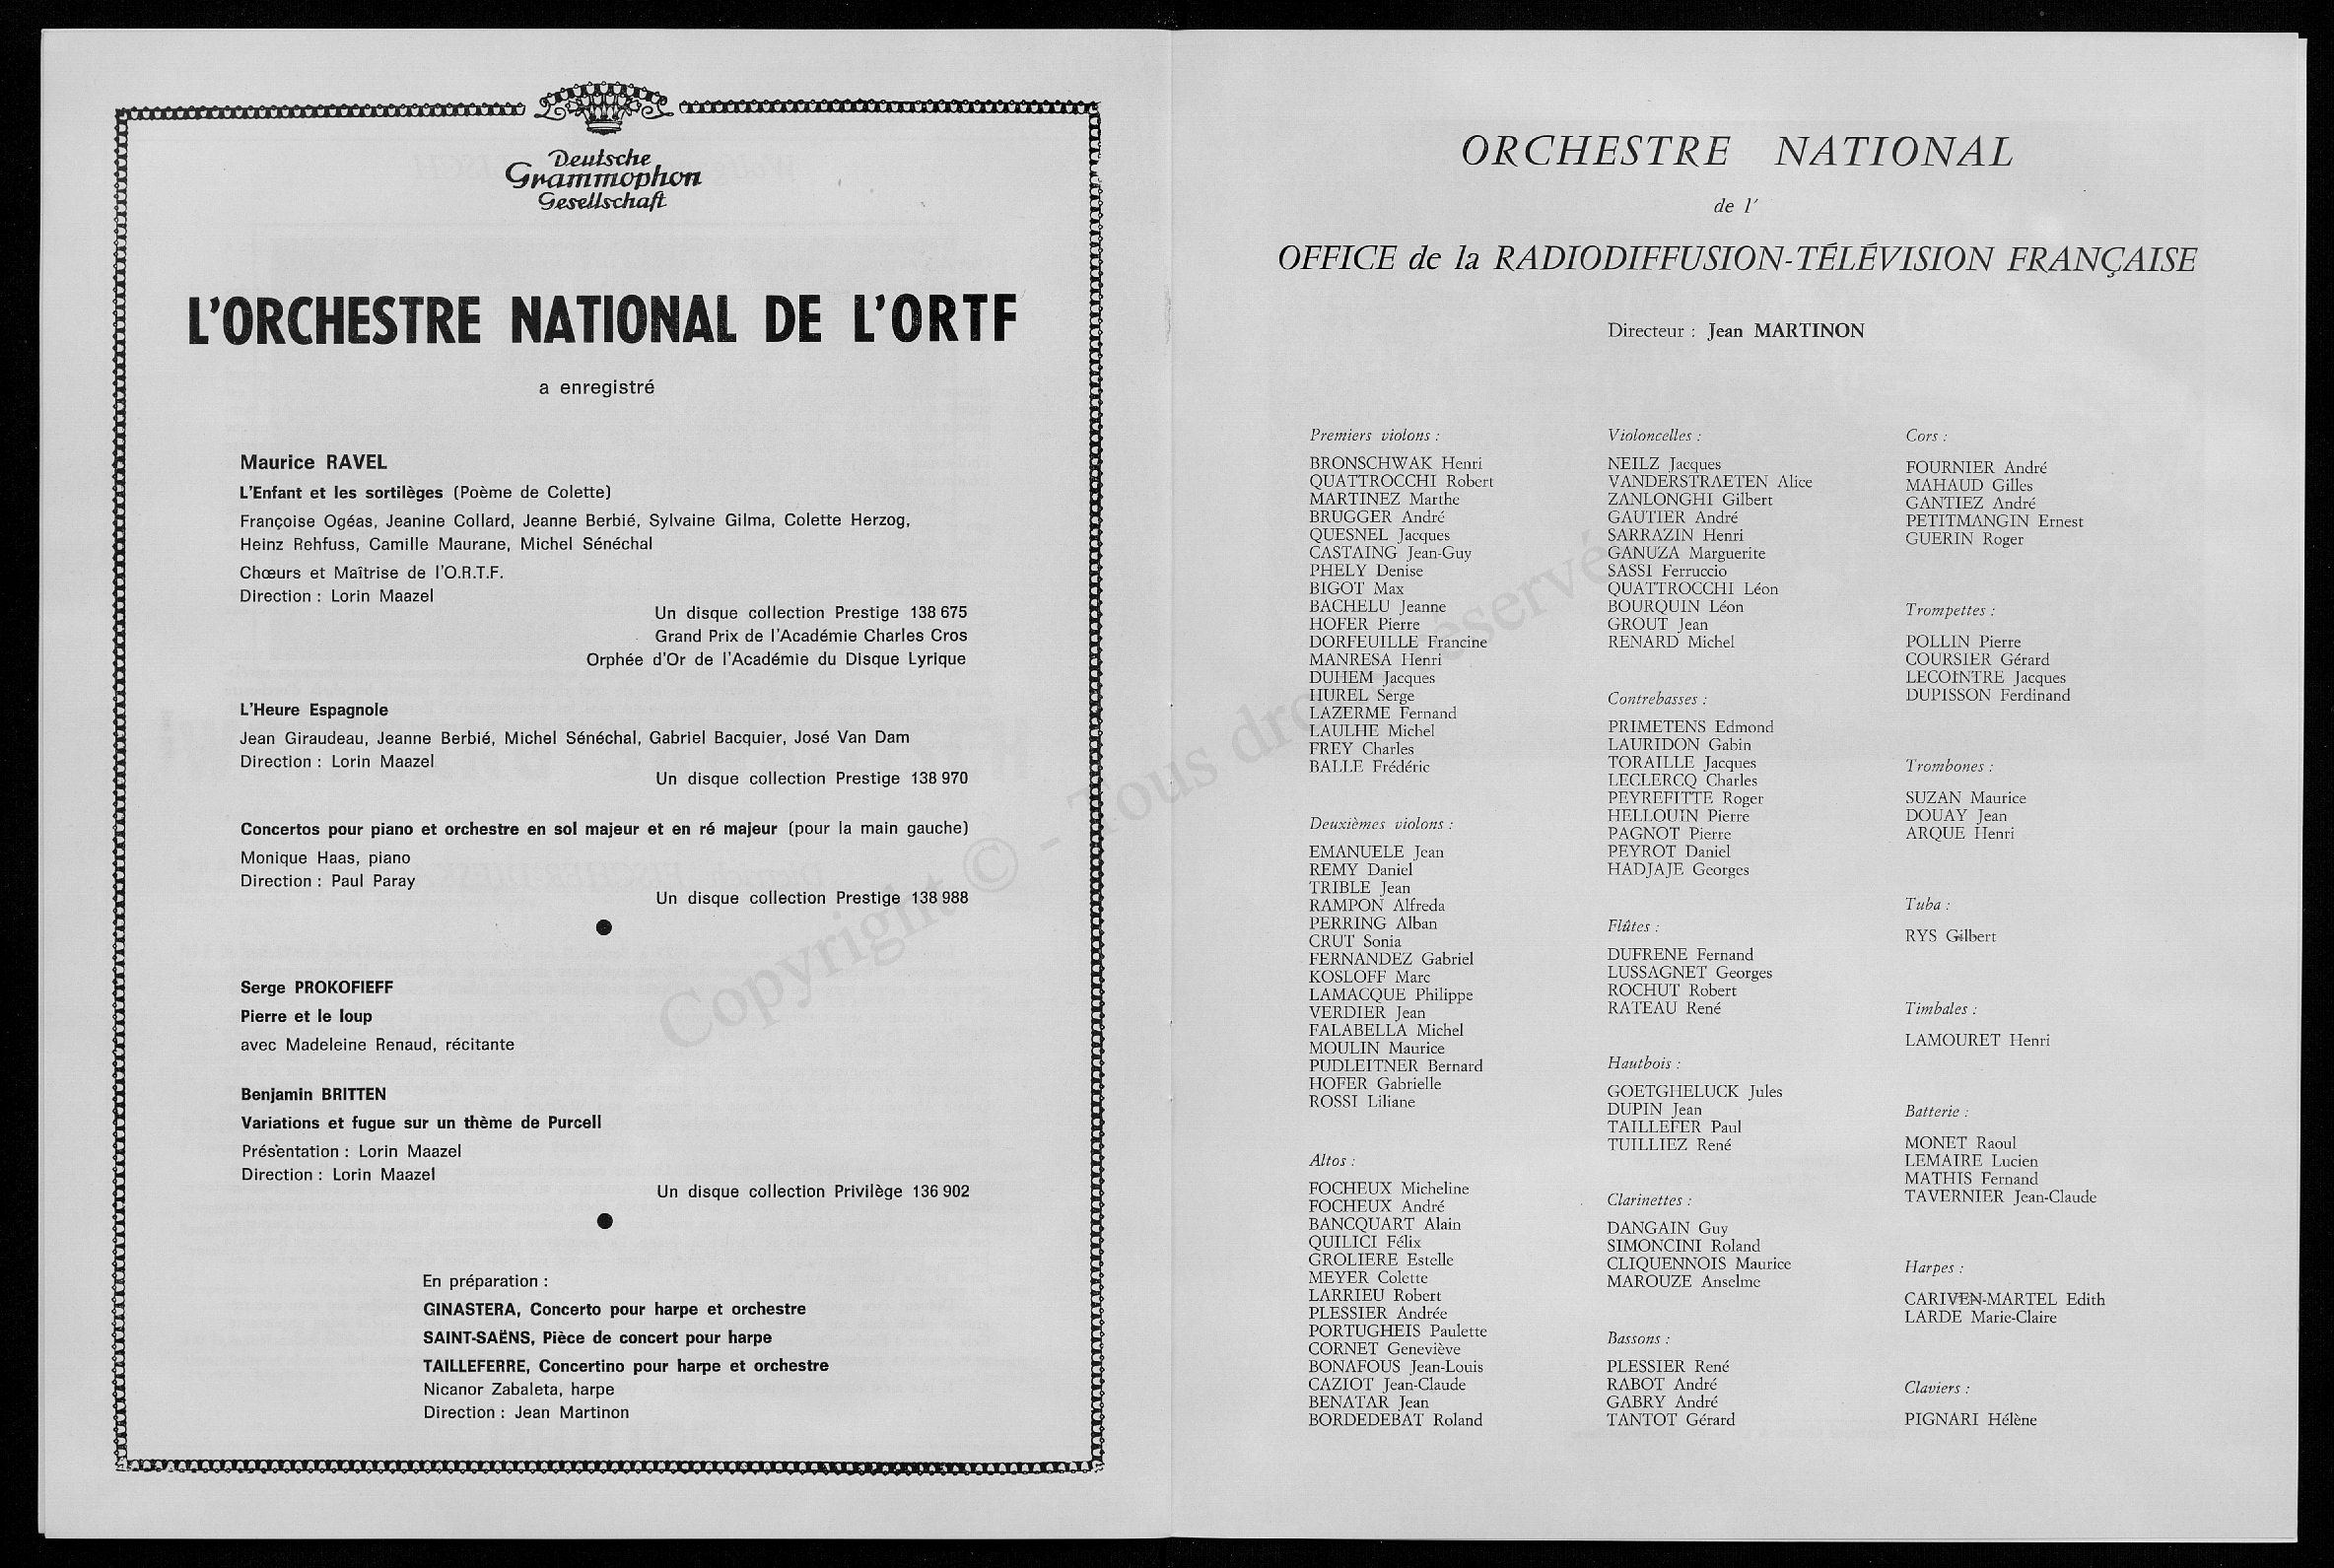 Deutsche
Grammophon
Gesellschaft
L'ORCHESTRE NATIONAL DE L'ORTF
a enregistré
Maurice RAVEL
L'Enfant et les sortilèges (Poème de Colette)
Françoise Ogéas, Jeanine Collard, Jeanne Berbié, Sylvaine Gilma, Colette Herzog,
Heinz Rehfuss, Camille Maurane, Michel Sénéchal
Chœurs et Maîtrise de l'O.R.T.F.
Direction : Lorin Maazel
Un disque collection Prestige 138 675
Grand Prix de l'Académie Charles Cros
Orphée d'Or de l'Académie du Disque Lyrique
L'Heure Espagnole
Jean Giraudeau, Jeanne Berbié, Michel Sénéchal, Gabriel Bacquier, José Van Dam
Direction : Lorin Maazel
Un disque collection Prestige 138 970
Concertos pour piano et orchestre en sol majeur et en ré majeur (pour la main gauche)
Monique Haas, piano
Direction : Paul Paray
Un disque collection Prestige 138 988
Serge PROKOFIEFF
Pierre et le loup
avec Madeleine Renaud, récitante
Benjamin BRITTEN
Variations et fugue sur un thème de Purcell
Présentation : Lorin Maazel
Direction : Lorin Maazel
Un disque collection Privilège 136 902
En préparation :
GINASTERA, Concerto pour harpe et orchestre
SAINT-SAËNS, Pièce de concert pour harpe
TAILLEFERRE, Concertino pour harpe et orchestre
Nicanor Zabaleta, harpe
Direction : Jean Martinon
ORCHESTRE NATIONAL
de l'
OFFICE de la RADIODIFFUSION-TÉLÉVISION FRANÇAISE
Directeur : Jean MARTINON
Premiers violons :
BRONSCHWAK Henri
QUATTROCCHI Robert
MARTINEZ Marthe
BRUGGER André
QUESNEL Jacques
CASTAING Jean-Guy
PHELY Denise
BIGOT Max
BACHELU Jeanne
HOFER Pierre
DORFEUILLE Francine
MANRESA Henri
DUHEM Jacques
HUREL Serge
LAZERME Fernand
LAULHE Michel
FREY Charles
BALLE Frédéric
Deuxièmes violons :
EMANUELE Jean
REMY Daniel
TRIBLE Jean
RAMPON Alfreda
PERRING Alban
CRUT Sonia
FERNANDEZ Gabriel
KOSLOFF Marc
LAMACQUE Philippe
VERDIER Jean
FALABELLA Michel
MOULIN Maurice
PUDLEITNER Bernard
HOFER Gabrielle
ROSSI Liliane
Altos :
FOCHEUX Micheline
FOCHEUX André
BANCQUART Alain
QUILICI Félix
GROLIERE Estelle
MEYER Colette
LARRIEU Robert
PLESSIER Andrée
PORTUGHEIS Paulette
CORNET Geneviève
BONAFOUS Jean-Louis
CAZIOT Jean-Claude
BENATAR Jean
BORDEDEBAT Roland
Violoncelles :
NEILZ Jacques
VANDERSTRAETEN Alice
ZANLONGHI Gilbert
GAUTIER André
SARRAZIN Henri
GANUZA Marguerite
SASSI Ferruccio
QUATTROCCHI Léon
BOURQUIN Léon
GROUT Jean
RENARD Michel
Contrebasses :
PRIMETENS Edmond
LAURIDON Gabin
TORAILLE Jacques
LECLERCQ Charles
PEYREFITTE Roger
HELLOUIN Pierre
PAGNOT Pierre
PEYROT Daniel
HADJAJE Georges
Flûtes :
DUFRENE Fernand
LUSSAGNET Georges
ROCHUT Robert
RATEAU René
Hautbois :
GOETGHELUCK Jules
DUPIN Jean
TAILLEFER Paul
TUILLIEZ René
Clarinettes :
DANGAIN Guy
SIMONCINI Roland
CLIQUENNOIS Maurice
MAROUZE Anselme
Bassons :
PLESSIER René
RABOT André
GABRY André
TANTOT Gérard
Cors :
FOURNIER André
MAHAUD Gilles
GANTIEZ André
PETITMANGIN Ernest
GUERIN Roger
Trompettes :
POLLIN Pierre
COURSIER Gérard
LECOINTRE Jacques
DUPISSON Ferdinand
Trombones :
SUZAN Maurice
DOUAY Jean
ARQUE Henri
Tuba :
RYS Gilbert
Timbales :
LAMOURET Henri
Batterie :
MONET Raoul
LEMAIRE Lucien
MATHIS Fernand
TAVERNIER Jean-Claude
Harpes :
CARIVEN-MARTEL Edith
LARDE Marie-Claire
Claviers :
PIGNARI Hélène
Copyright © - Tous droits réservés